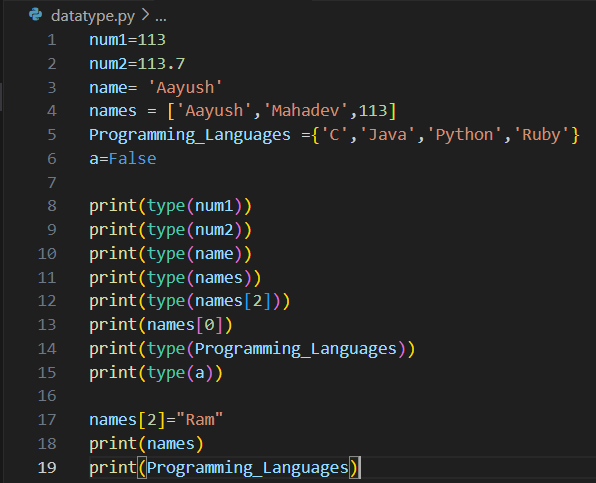 datatype.py > ...
1 num1=113
2 num2=113.7
3 name= 'Aayush'
4 names = ['Aayush','Mahadev',113]
5 Programming_Languages ={'C','Java','Python','Ruby'}
6 a=False
7
8 print(type(num1))
9 print(type(num2))
10 print(type(name))
11 print(type(names))
12 print(type(names[2]))
13 print(names[0])
14 print(type(Programming_Languages))
15 print(type(a))
16
17 names[2]="Ram"
18 print(names)
19 print(Programming_Languages)